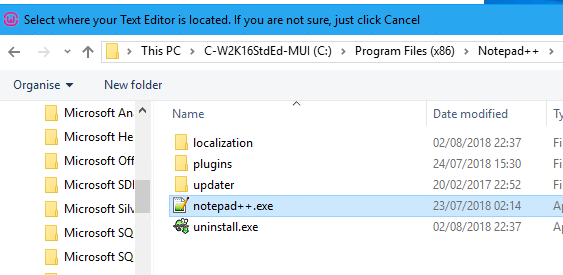 Select where your Text Editor is located. If you are not sure, just click Cancel
This PC > C-W2K16StdEd-MUI (C:) > Program Files (x86) > Notepad++ >
Organise New folder
Name Date modified Ty
Microsoft An
Microsoft He
Microsoft Off
Microsoft SDI
Microsoft Silv
Microsoft SQ
Microsoft SQ
Microsoft SQ
localization 02/08/2018 22:37 Fi
plugins 24/07/2018 15:30 Fi
updater 20/02/2017 22:52 Fi
notepad++.exe 23/07/2018 02:14 Ap
uninstall.exe 02/08/2018 22:37 Ap